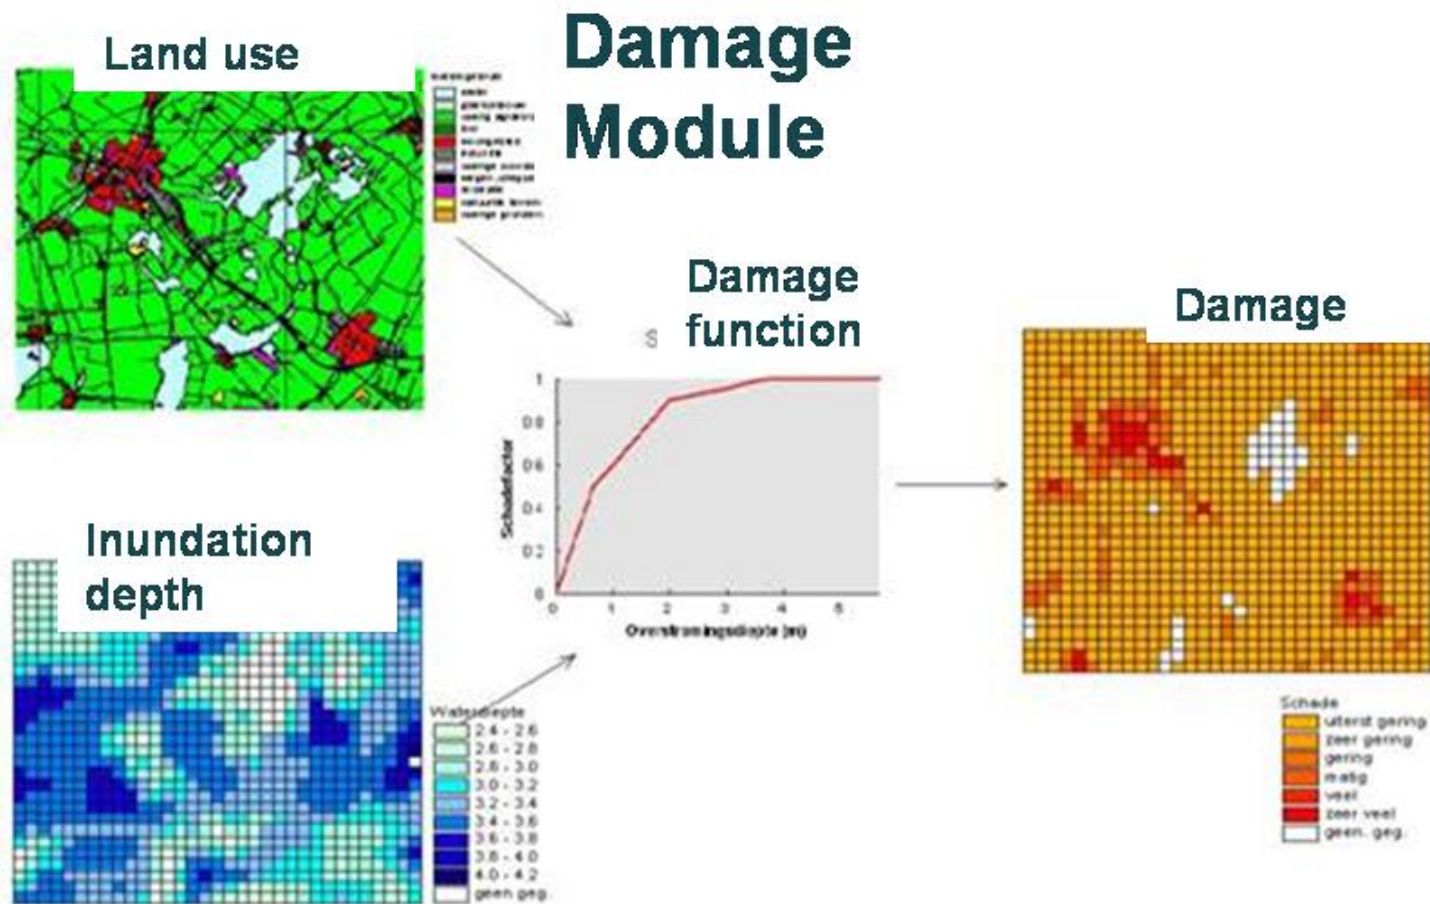 Damage
Module
Land use
Damage
function
S
Damage
Inundation
depth
1
0.8
0.6
0.4
0.2
0
0
1
2
3
4
5
Schadefactor
Overstromingsdiepte (m)
Waterdiepte
2.4 - 2.6
2.6 - 2.8
2.8 - 3.0
3.0 - 3.2
3.2 - 3.4
3.4 - 3.6
3.6 - 3.8
3.8 - 4.0
4.0 - 4.2
geen geg.
Schade
uiterst gering
zeer gering
gering
matig
veel
zeer veel
geen. geg.